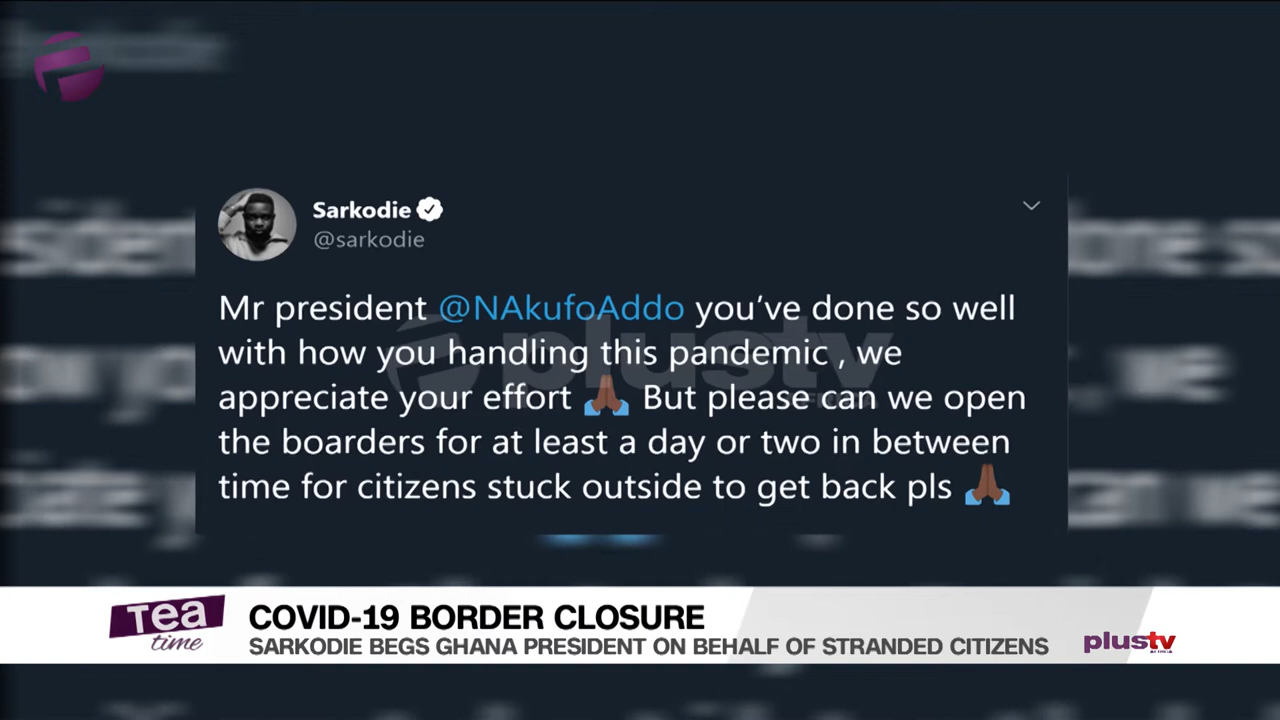 Sarkodie
@sarkodie
Mr president @NAkufoAddo you’ve done so well
with how you handling this pandemic , we
appreciate your effort 🙏🏾 But please can we open
the boarders for at least a day or two in between
time for citizens stuck outside to get back pls 🙏🏾
plustv
Tea
time
COVID-19 BORDER CLOSURE
SARKODIE BEGS GHANA PRESIDENT ON BEHALF OF STRANDED CITIZENS
plustv